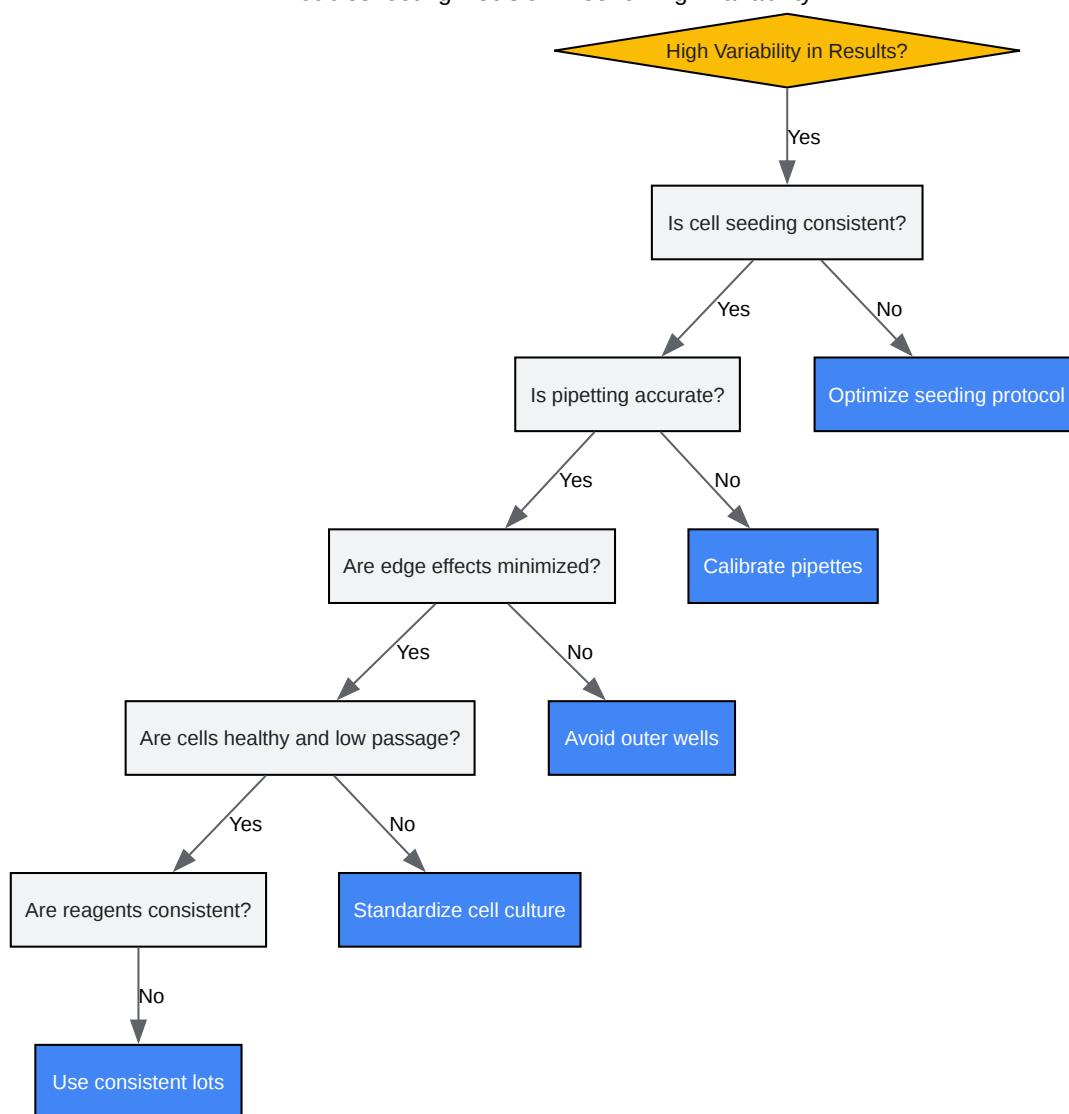 High Variability in Results?
Yes
Is cell seeding consistent?
Yes
No
Is pipetting accurate?
Optimize seeding protocol
Yes
No
Are edge effects minimized?
Calibrate pipettes
Yes
No
Are cells healthy and low passage?
Avoid outer wells
Yes
No
Are reagents consistent?
Standardize cell culture
No
Use consistent lots